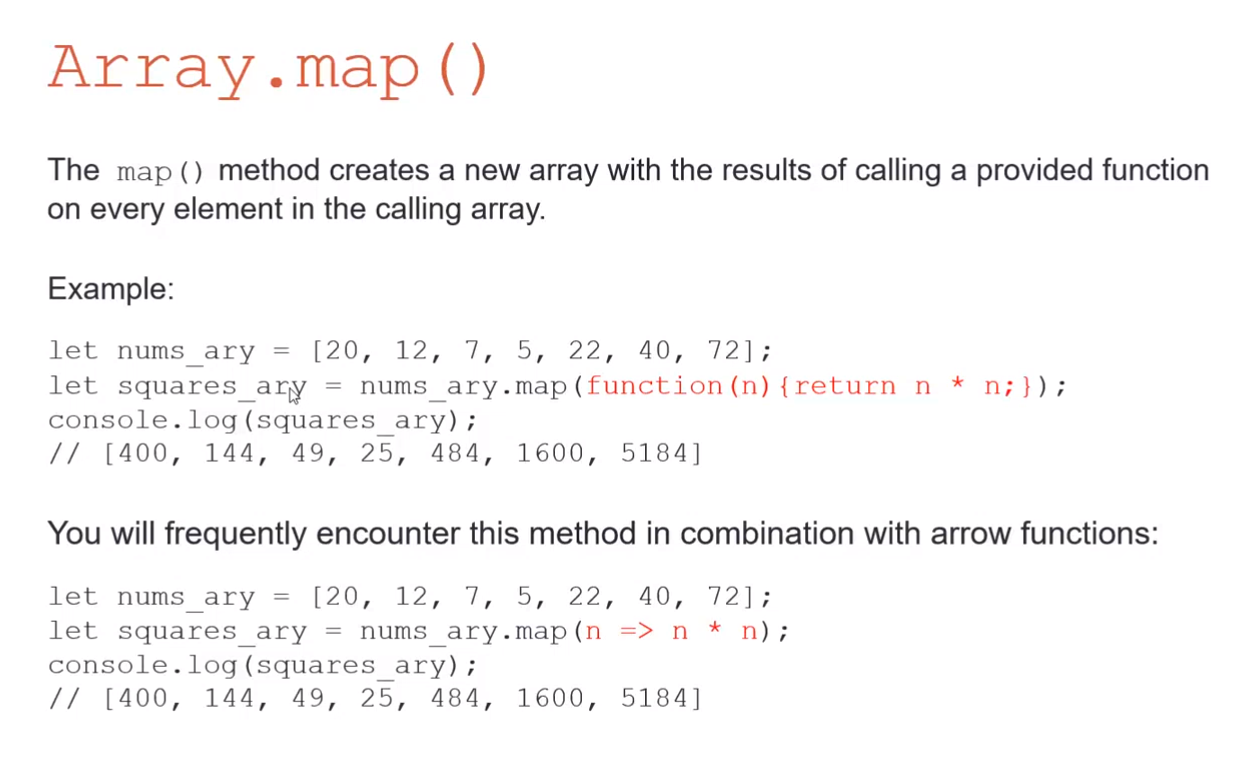 Array.map()
The map() method creates a new array with the results of calling a provided function
on every element in the calling array.
Example:
let nums_ary = [20, 12, 7, 5, 22, 40, 72];
let squares_ary = nums_ary.map(function(n){return n * n;});
console.log(squares_ary);
// [400, 144, 49, 25, 484, 1600, 5184]
You will frequently encounter this method in combination with arrow functions:
let nums_ary = [20, 12, 7, 5, 22, 40, 72];
let squares_ary = nums_ary.map(n => n * n);
console.log(squares_ary);
// [400, 144, 49, 25, 484, 1600, 5184]